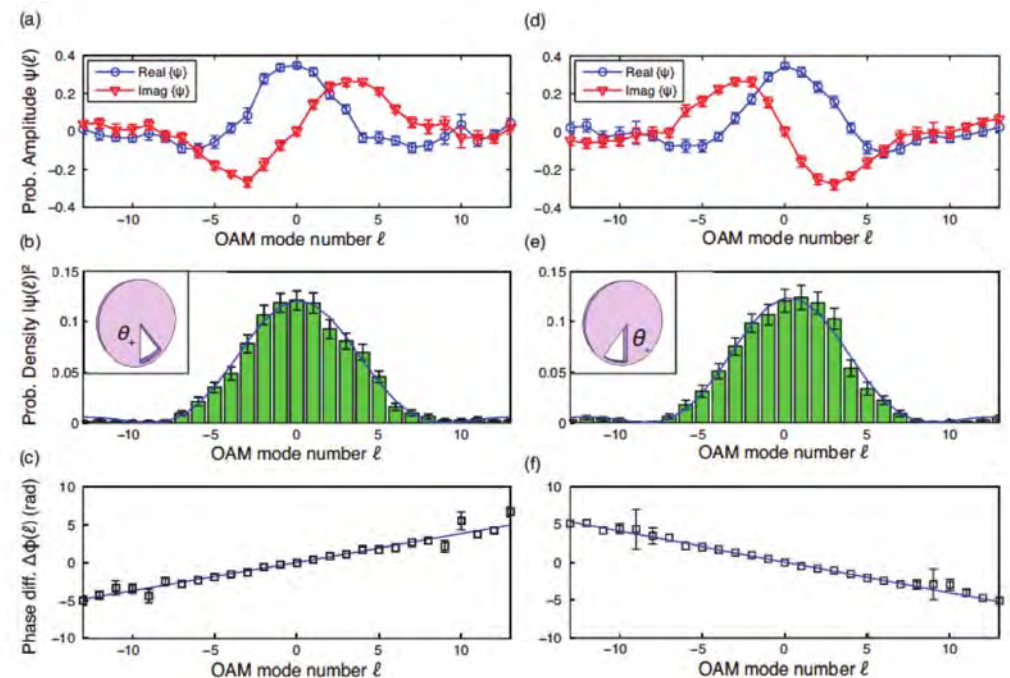 (a)
Prob. Amplitude ψ(ℓ)
0.4
0.2
0
−0.2
−0.4
Real {ψ}
Imag {ψ}
−10 −5 0 5 10
OAM mode number ℓ
(d)
0.4
0.2
0
−0.2
−0.4
Real {ψ}
Imag {ψ}
−10 −5 0 5 10
OAM mode number ℓ
(b)
Prob. Density |ψ(ℓ)|²
0.15
0.1
0.05
0
θ₊
−10 −5 0 5 10
OAM mode number ℓ
(e)
0.15
0.1
0.05
0
−10 −5 0 5 10
OAM mode number ℓ
(c)
Phase diff. Δϕ(ℓ) (rad)
10
5
0
−5
−10
−10 −5 0 5 10
OAM mode number ℓ
(f)
10
5
0
−5
−10
−10 −5 0 5 10
OAM mode number ℓ